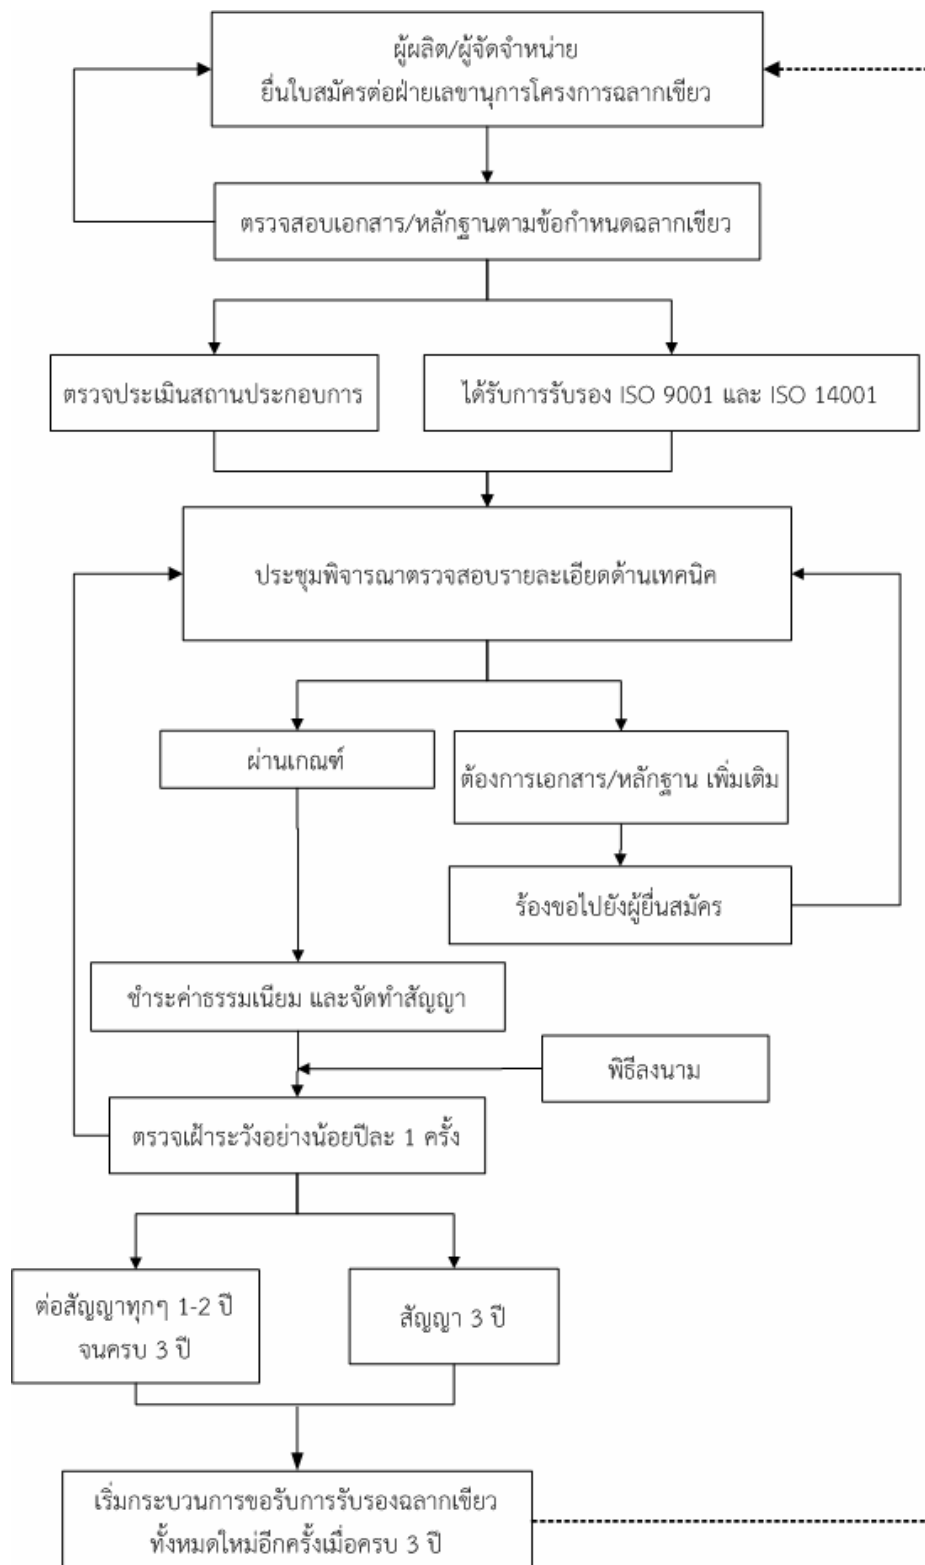 ผู้ผลิต/ผู้จัดจำหน่าย
ยื่นใบสมัครต่อฝ่ายเลขานุการโครงการฉลากเขียว
ตรวจสอบเอกสาร/หลักฐานตามข้อกำหนดฉลากเขียว
ตรวจประเมินสถานประกอบการ
ได้รับการรับรอง ISO 9001 และ ISO 14001
ประชุมพิจารณาตรวจสอบรายละเอียดด้านเทคนิค
ผ่านเกณฑ์
ต้องการเอกสาร/หลักฐาน เพิ่มเติม
ร้องขอไปยังผู้ยื่นสมัคร
ชำระค่าธรรมเนียม และจัดทำสัญญา
พิธีลงนาม
ตรวจเฝ้าระวังอย่างน้อยปีละ 1 ครั้ง
ต่อสัญญาทุกๆ 1-2 ปี
จนครบ 3 ปี
สัญญา 3 ปี
เริ่มกระบวนการขอรับการรับรองฉลากเขียว
ทั้งหมดใหม่อีกครั้งเมื่อครบ 3 ปี